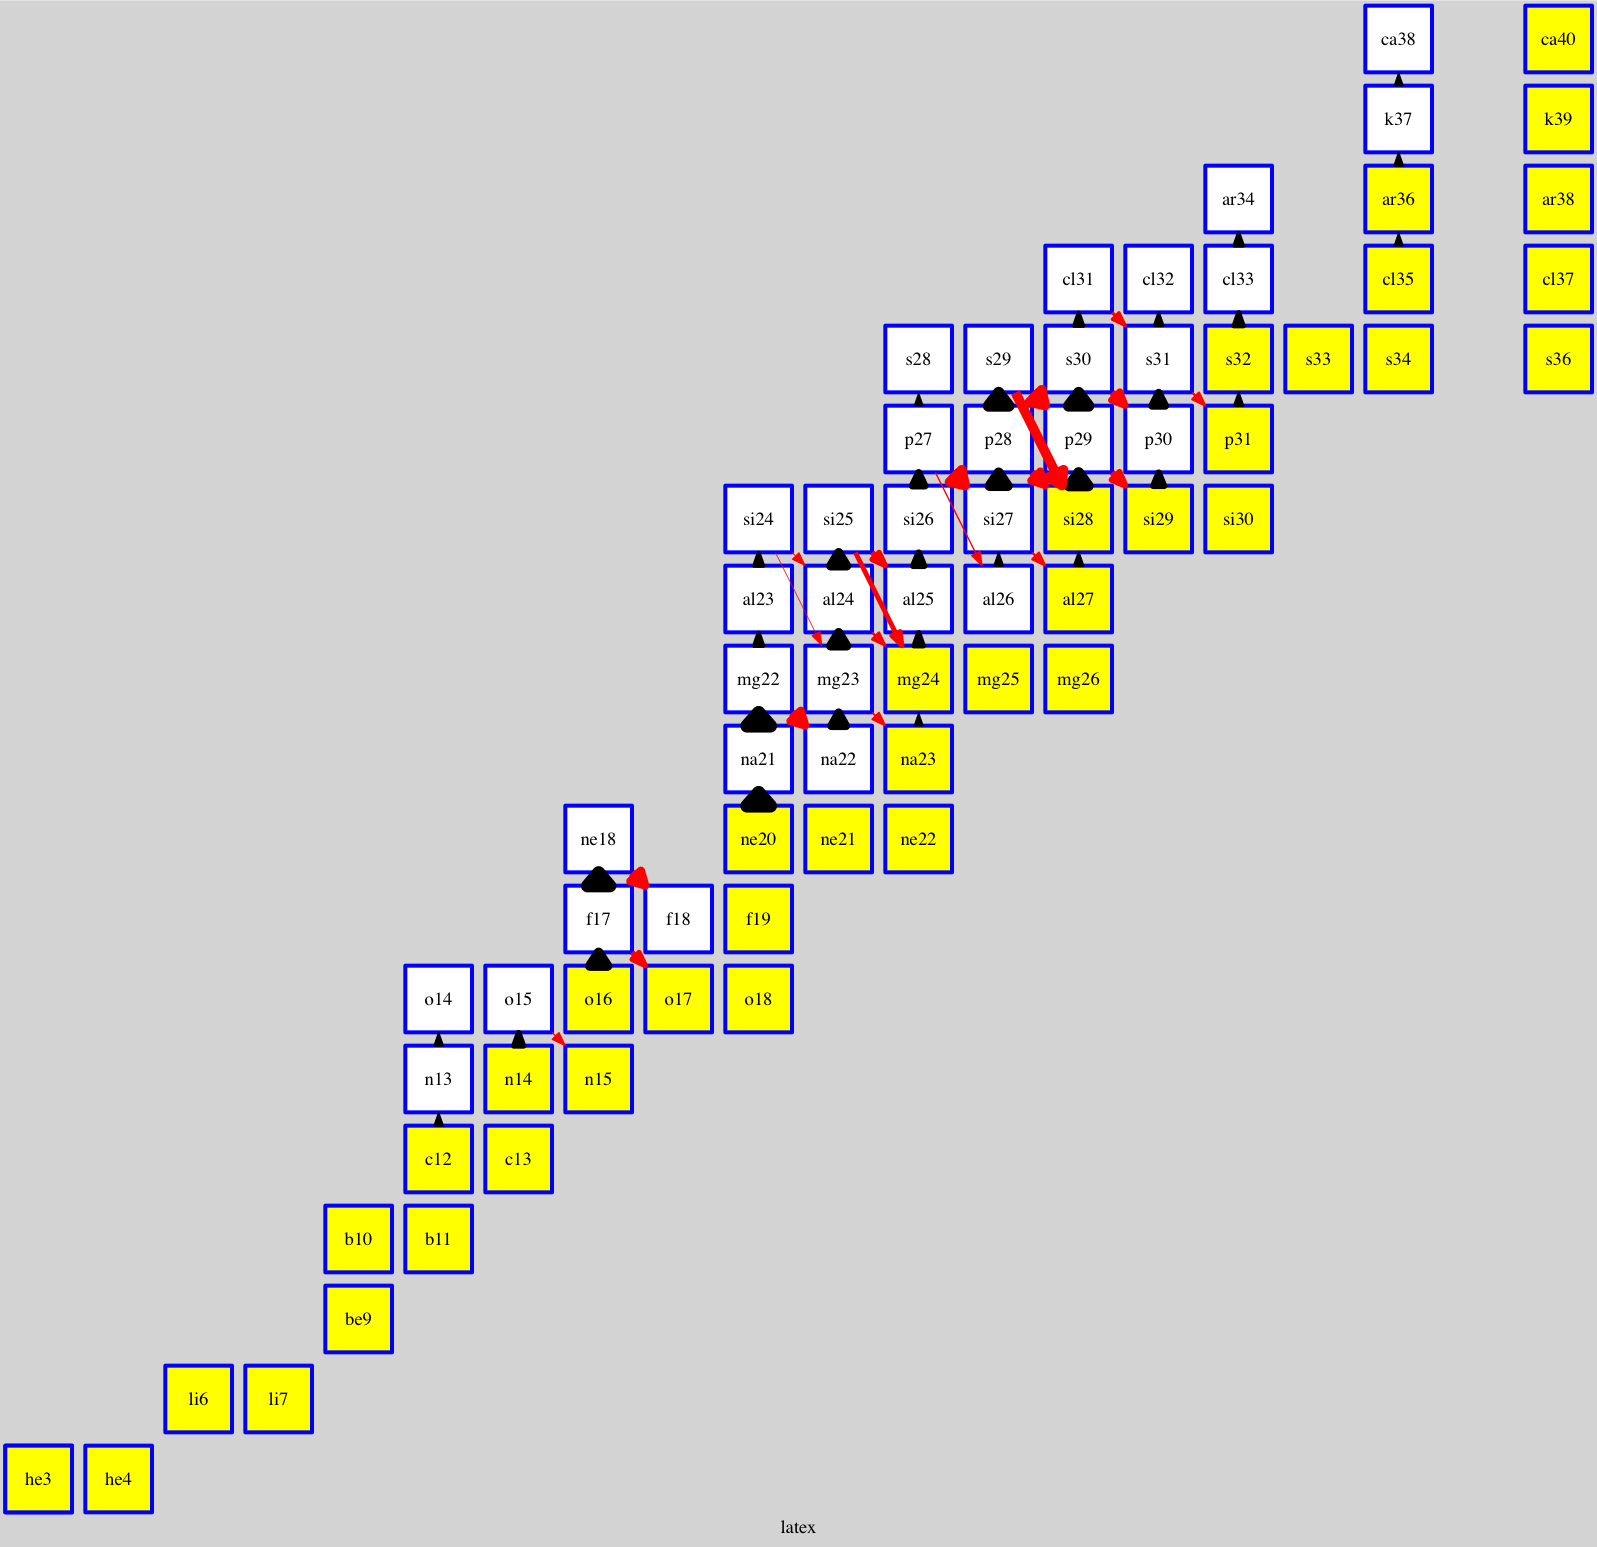 ca38 ca40
k37 k39
ar34 ar36 ar38
cl31 cl32 cl33 cl35 cl37
s28 s29 s30 s31 s32 s33 s34 s36
p27 p28 p29 p30 p31
si24 si25 si26 si27 si28 si29 si30
al23 al24 al25 al26 al27
mg22 mg23 mg24 mg25 mg26
na21 na22 na23
ne18 ne20 ne21 ne22
f17 f18 f19
o14 o15 o16 o17 o18
n13 n14 n15
c12 c13
b10 b11
be9
li6 li7
he3 he4
latex